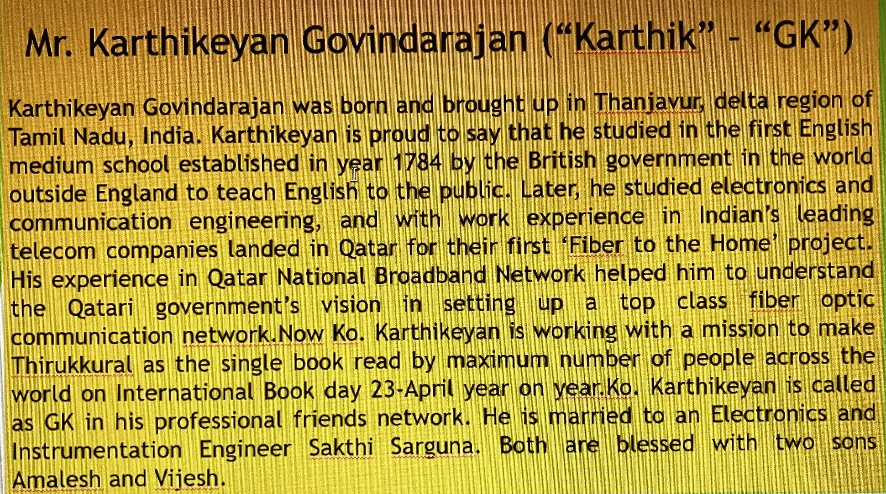 Mr. Karthikeyan Govindarajan (“Karthik” - “GK”)
Karthikeyan Govindarajan was born and brought up in Thanjavur, delta region of
Tamil Nadu, India. Karthikeyan is proud to say that he studied in the first English
medium school established in year 1784 by the British government in the world
outside England to teach English to the public. Later, he studied electronics and
communication engineering, and with work experience in Indian’s leading
telecom companies landed in Qatar for their first ‘Fiber to the Home’ project.
His experience in Qatar National Broadband Network helped him to understand
the Qatari government’s vision in setting up a top class fiber optic
communication network.Now Ko. Karthikeyan is working with a mission to make
Thirukkural as the single book read by maximum number of people across the
world on International Book day 23-April year on year.Ko. Karthikeyan is called
as GK in his professional friends network. He is married to an Electronics and
Instrumentation Engineer Sakthi Sarguna. Both are blessed with two sons
Amalesh and Vijesh.